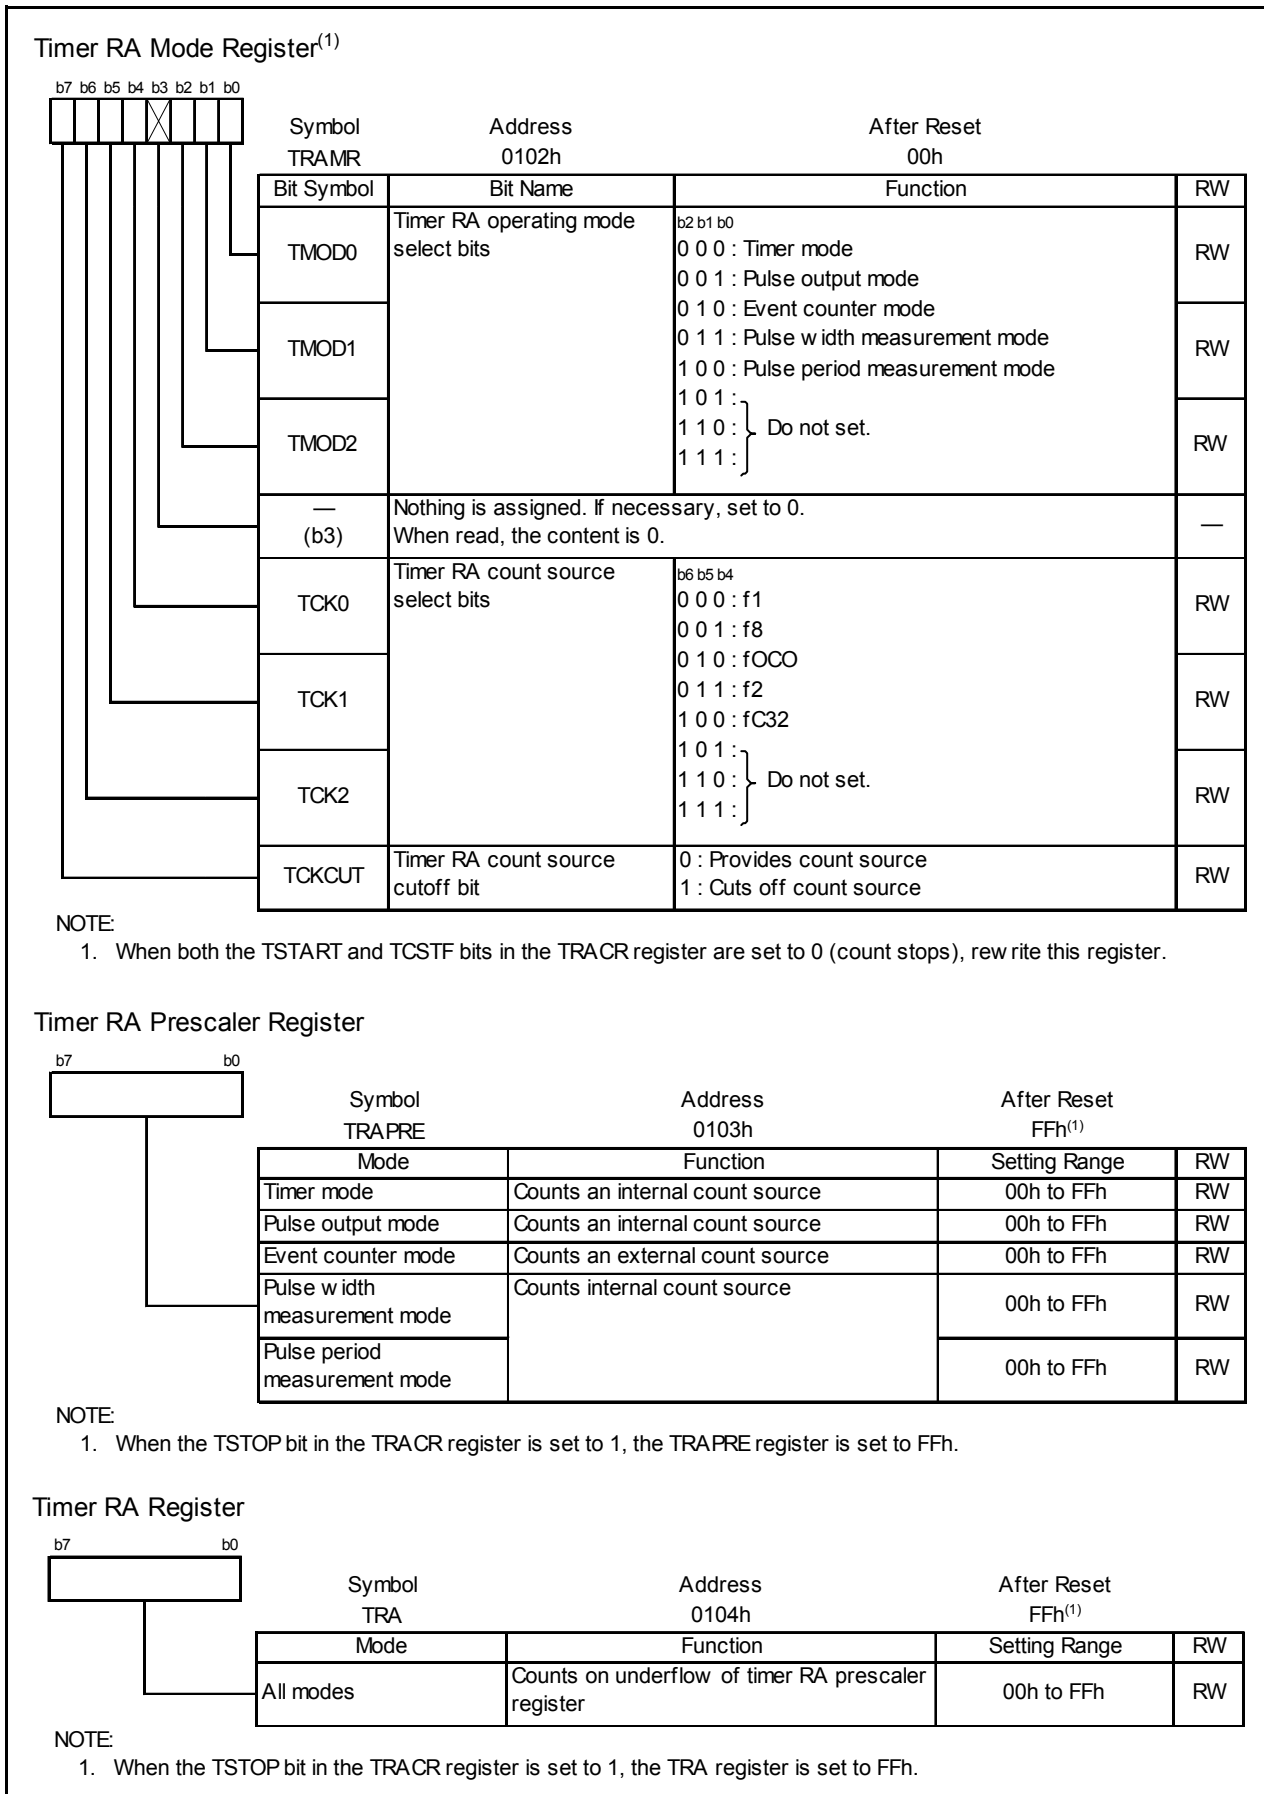 Timer RA Mode Register(1)
b7 b6 b5 b4 b3 b2 b1 b0
Symbol Address After Reset
TRAMR 0102h 00h
Bit Symbol Bit Name Function RW
TMOD0 Timer RA operating mode select bits b2 b1 b0 RW
0 0 0 : Timer mode
0 0 1 : Pulse output mode
0 1 0 : Event counter mode
TMOD1 0 1 1 : Pulse width measurement mode RW
1 0 0 : Pulse period measurement mode
1 0 1 :
TMOD2 1 1 0 : Do not set. RW
1 1 1 :
— (b3) Nothing is assigned. If necessary, set to 0. —
When read, the content is 0.
TCK0 Timer RA count source select bits b6 b5 b4 RW
0 0 0 : f1
0 0 1 : f8
0 1 0 : fOCO
TCK1 0 1 1 : f2 RW
1 0 0 : fC32
1 0 1 :
TCK2 1 1 0 : Do not set. RW
1 1 1 :
TCKCUT Timer RA count source cutoff bit 0 : Provides count source RW
1 : Cuts off count source
NOTE:
1. When both the TSTART and TCSTF bits in the TRACR register are set to 0 (count stops), rewrite this register.
Timer RA Prescaler Register
b7 b0
Symbol Address After Reset
TRAPRE 0103h FFh(1)
Mode Function Setting Range RW
Timer mode Counts an internal count source 00h to FFh RW
Pulse output mode Counts an internal count source 00h to FFh RW
Event counter mode Counts an external count source 00h to FFh RW
Pulse width measurement mode Counts internal count source 00h to FFh RW
Pulse period measurement mode 00h to FFh RW
NOTE:
1. When the TSTOP bit in the TRACR register is set to 1, the TRAPRE register is set to FFh.
Timer RA Register
b7 b0
Symbol Address After Reset
TRA 0104h FFh(1)
Mode Function Setting Range RW
All modes Counts on underflow of timer RA prescaler register 00h to FFh RW
NOTE:
1. When the TSTOP bit in the TRACR register is set to 1, the TRA register is set to FFh.